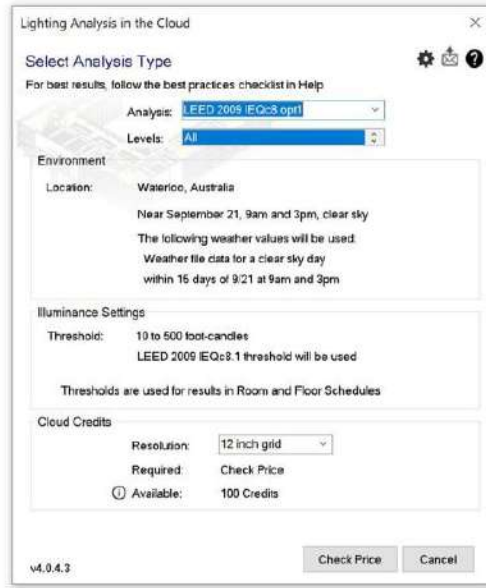 Lighting Analysis in the Cloud
Select Analysis Type
For best results, follow the best practices checklist in Help
Analysis: LEED 2009 IEQc8 opt1
Levels: All
Environment
Location: Waterloo, Australia
Near September 21, 9am and 3pm, clear sky
The following weather values will be used:
Weather file data for a clear sky day
within 15 days of 9/21 at 9am and 3pm
Illuminance Settings
Threshold: 10 to 500 foot-candles
LEED 2009 IEQc8.1 threshold will be used
Thresholds are used for results in Room and Floor Schedules
Cloud Credits
Resolution: 12 inch grid
Required: Check Price
Available: 100 Credits
v4.0.4.3
Check Price
Cancel